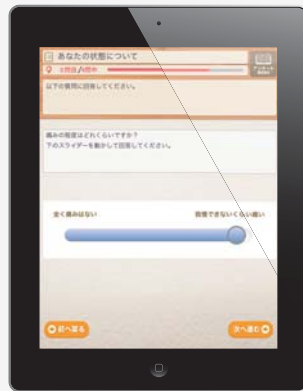 あなたの状態について
以下の質問に回答してください。
痛みの程度はどれくらいですか?
下のスライダーを動かして回答してください。
全く痛みはない
我慢できないくらい痛い
前へ戻る
次へ進む